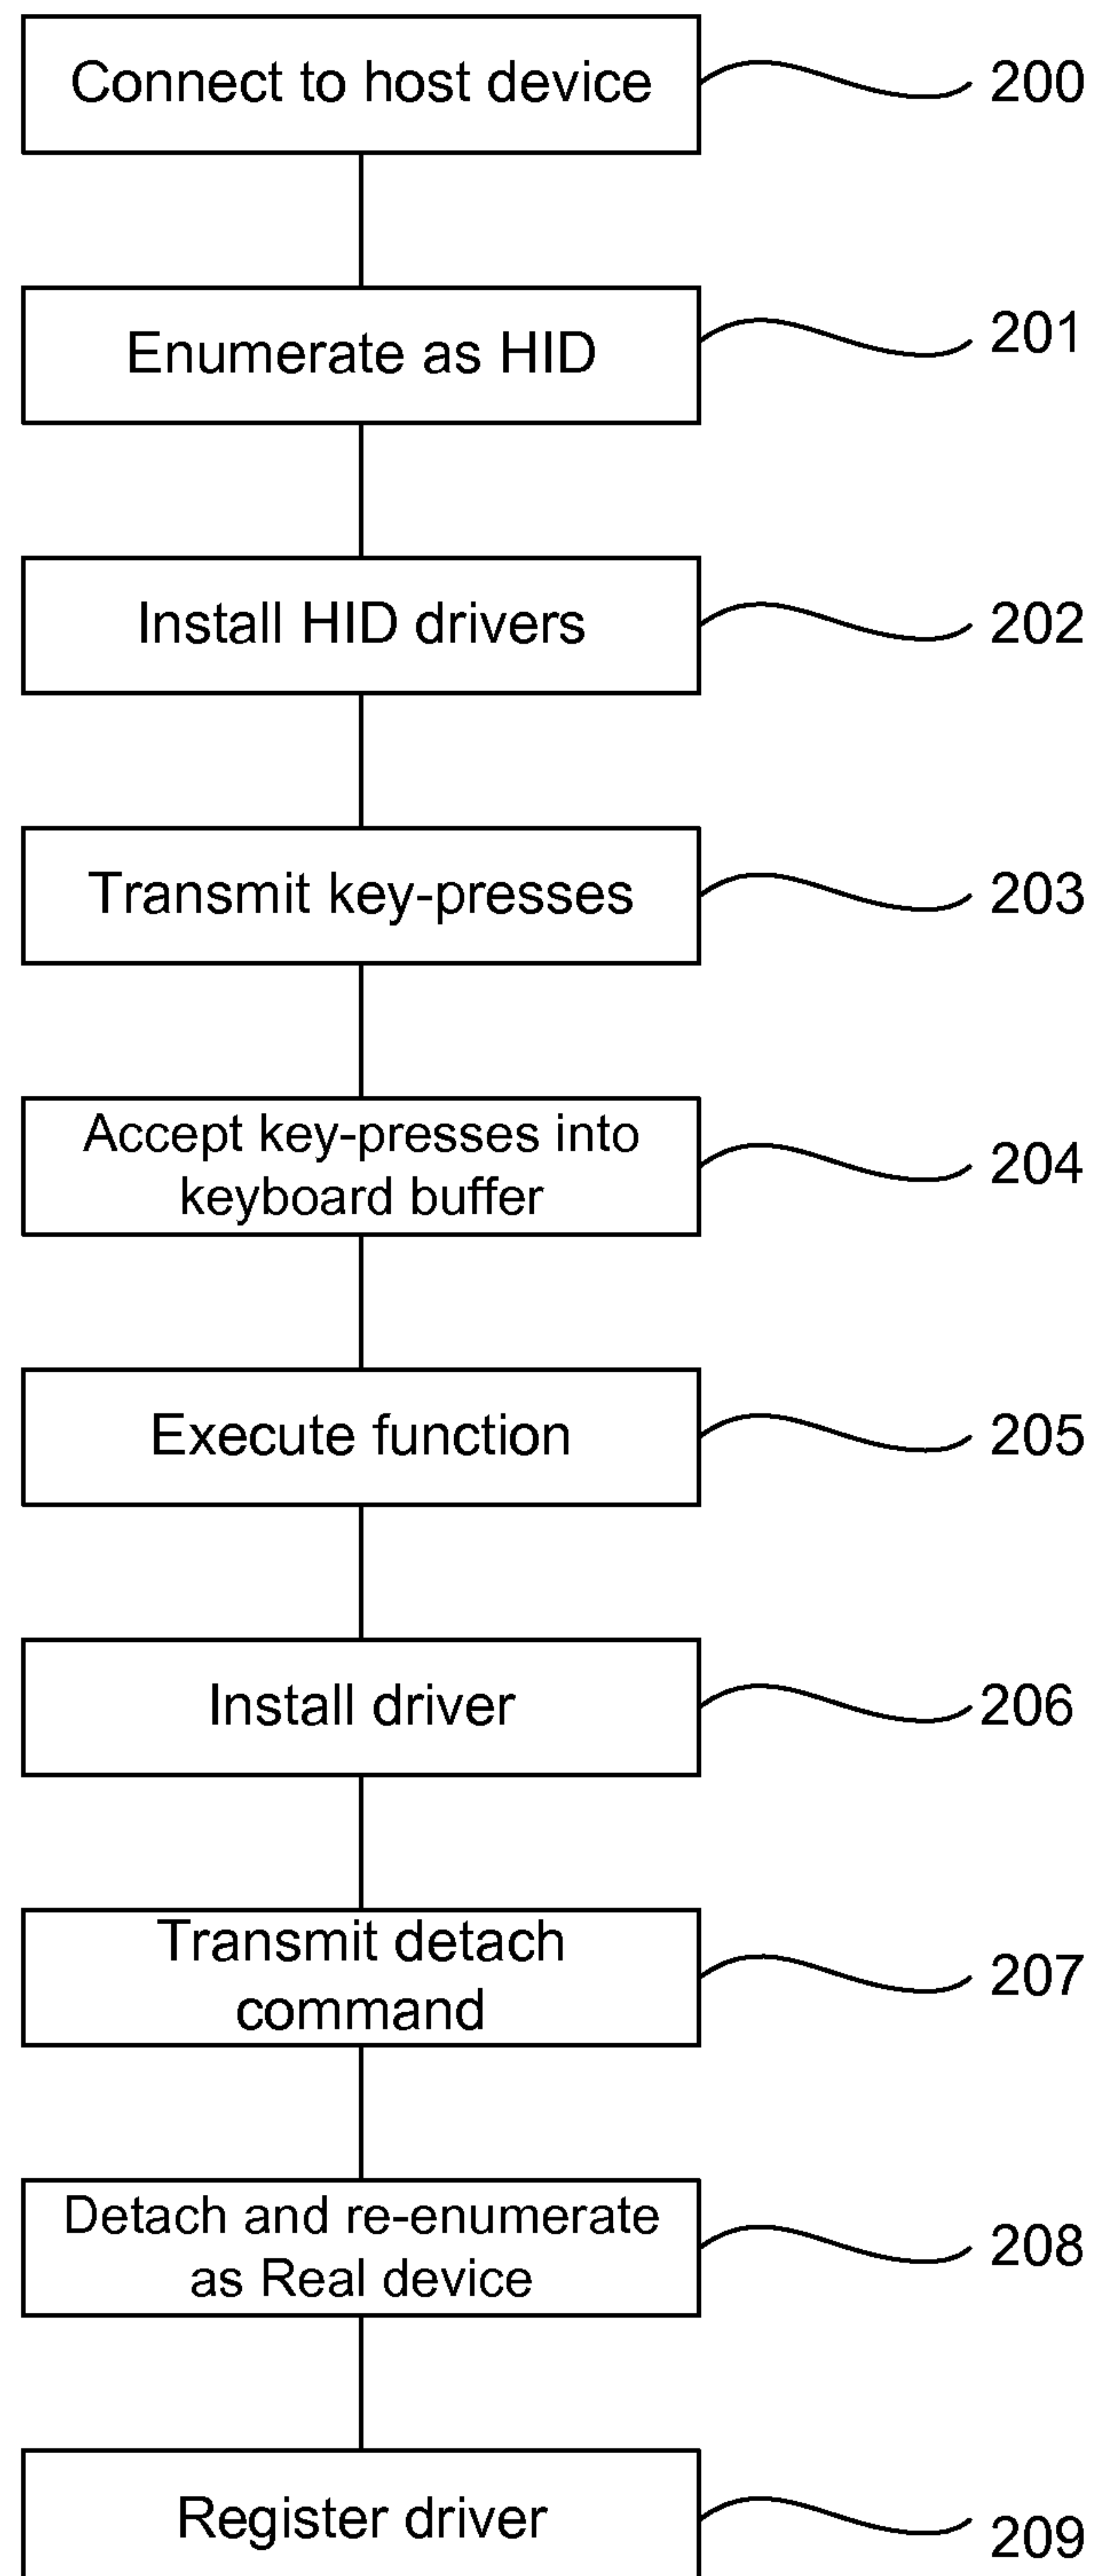 Connect to host device 200
Enumerate as HID 201
Install HID drivers 202
Transmit key-presses 203
Accept key-presses into
keyboard buffer 204
Execute function 205
Install driver 206
Transmit detach
command 207
Detach and re-enumerate
as Real device 208
Register driver 209